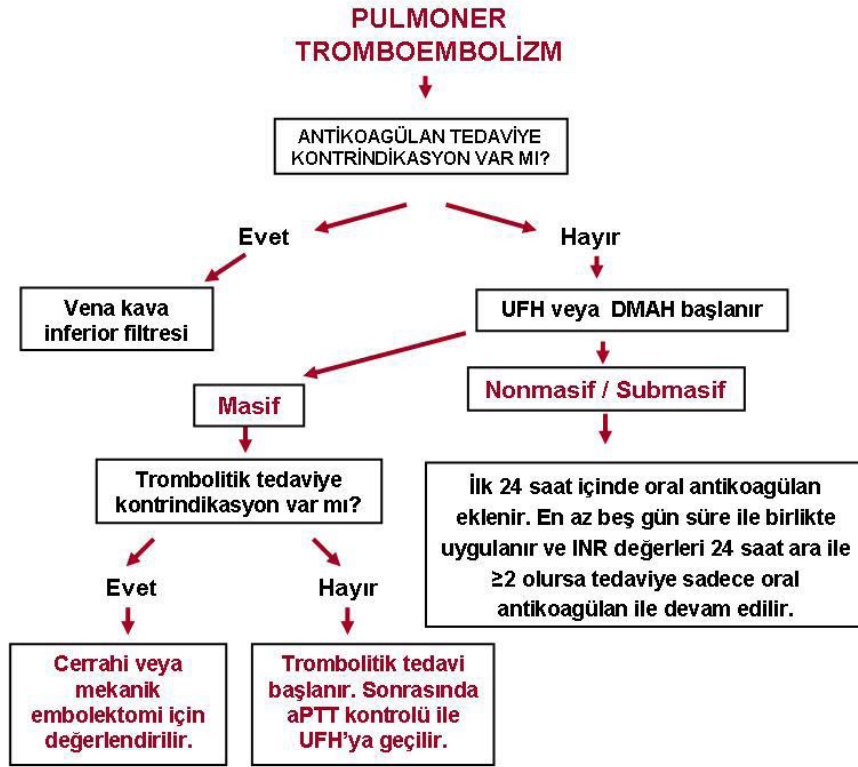 PULMONER
TROMBOEMBOLİZM
ANTİKOAGÜLAN TEDAVİYE
KONTRİNDİKASYON VAR MI?
Evet
Hayır
Vena kava
inferior filtresi
UFH veya DMAH başlanır
Masif
Nonmasif / Submasif
Trombolitik tedaviye
kontrindikasyon var mı?
İlk 24 saat içinde oral antikoagülan
eklenir. En az beş gün süre ile birlikte
uygulanır ve INR değerleri 24 saat ara ile
≥2 olursa tedaviye sadece oral
antikoagülan ile devam edilir.
Evet
Hayır
Cerrahi veya
mekanik
embolektomi için
değerlendirilir.
Trombolitik tedavi
başlanır. Sonrasında
aPTT kontrolü ile
UFH'ya geçilir.